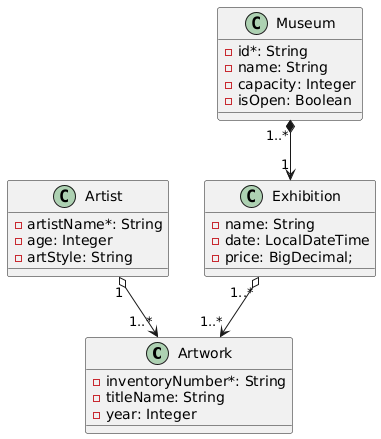 C Museum
id*: String
name: String
capacity: Integer
isOpen: Boolean
1..*
1
C Artist
artistName*: String
age: Integer
artStyle: String
C Exhibition
name: String
date: LocalDateTime
price: BigDecimal;
1
1..*
1..*
1..*
C Artwork
inventoryNumber*: String
titleName: String
year: Integer